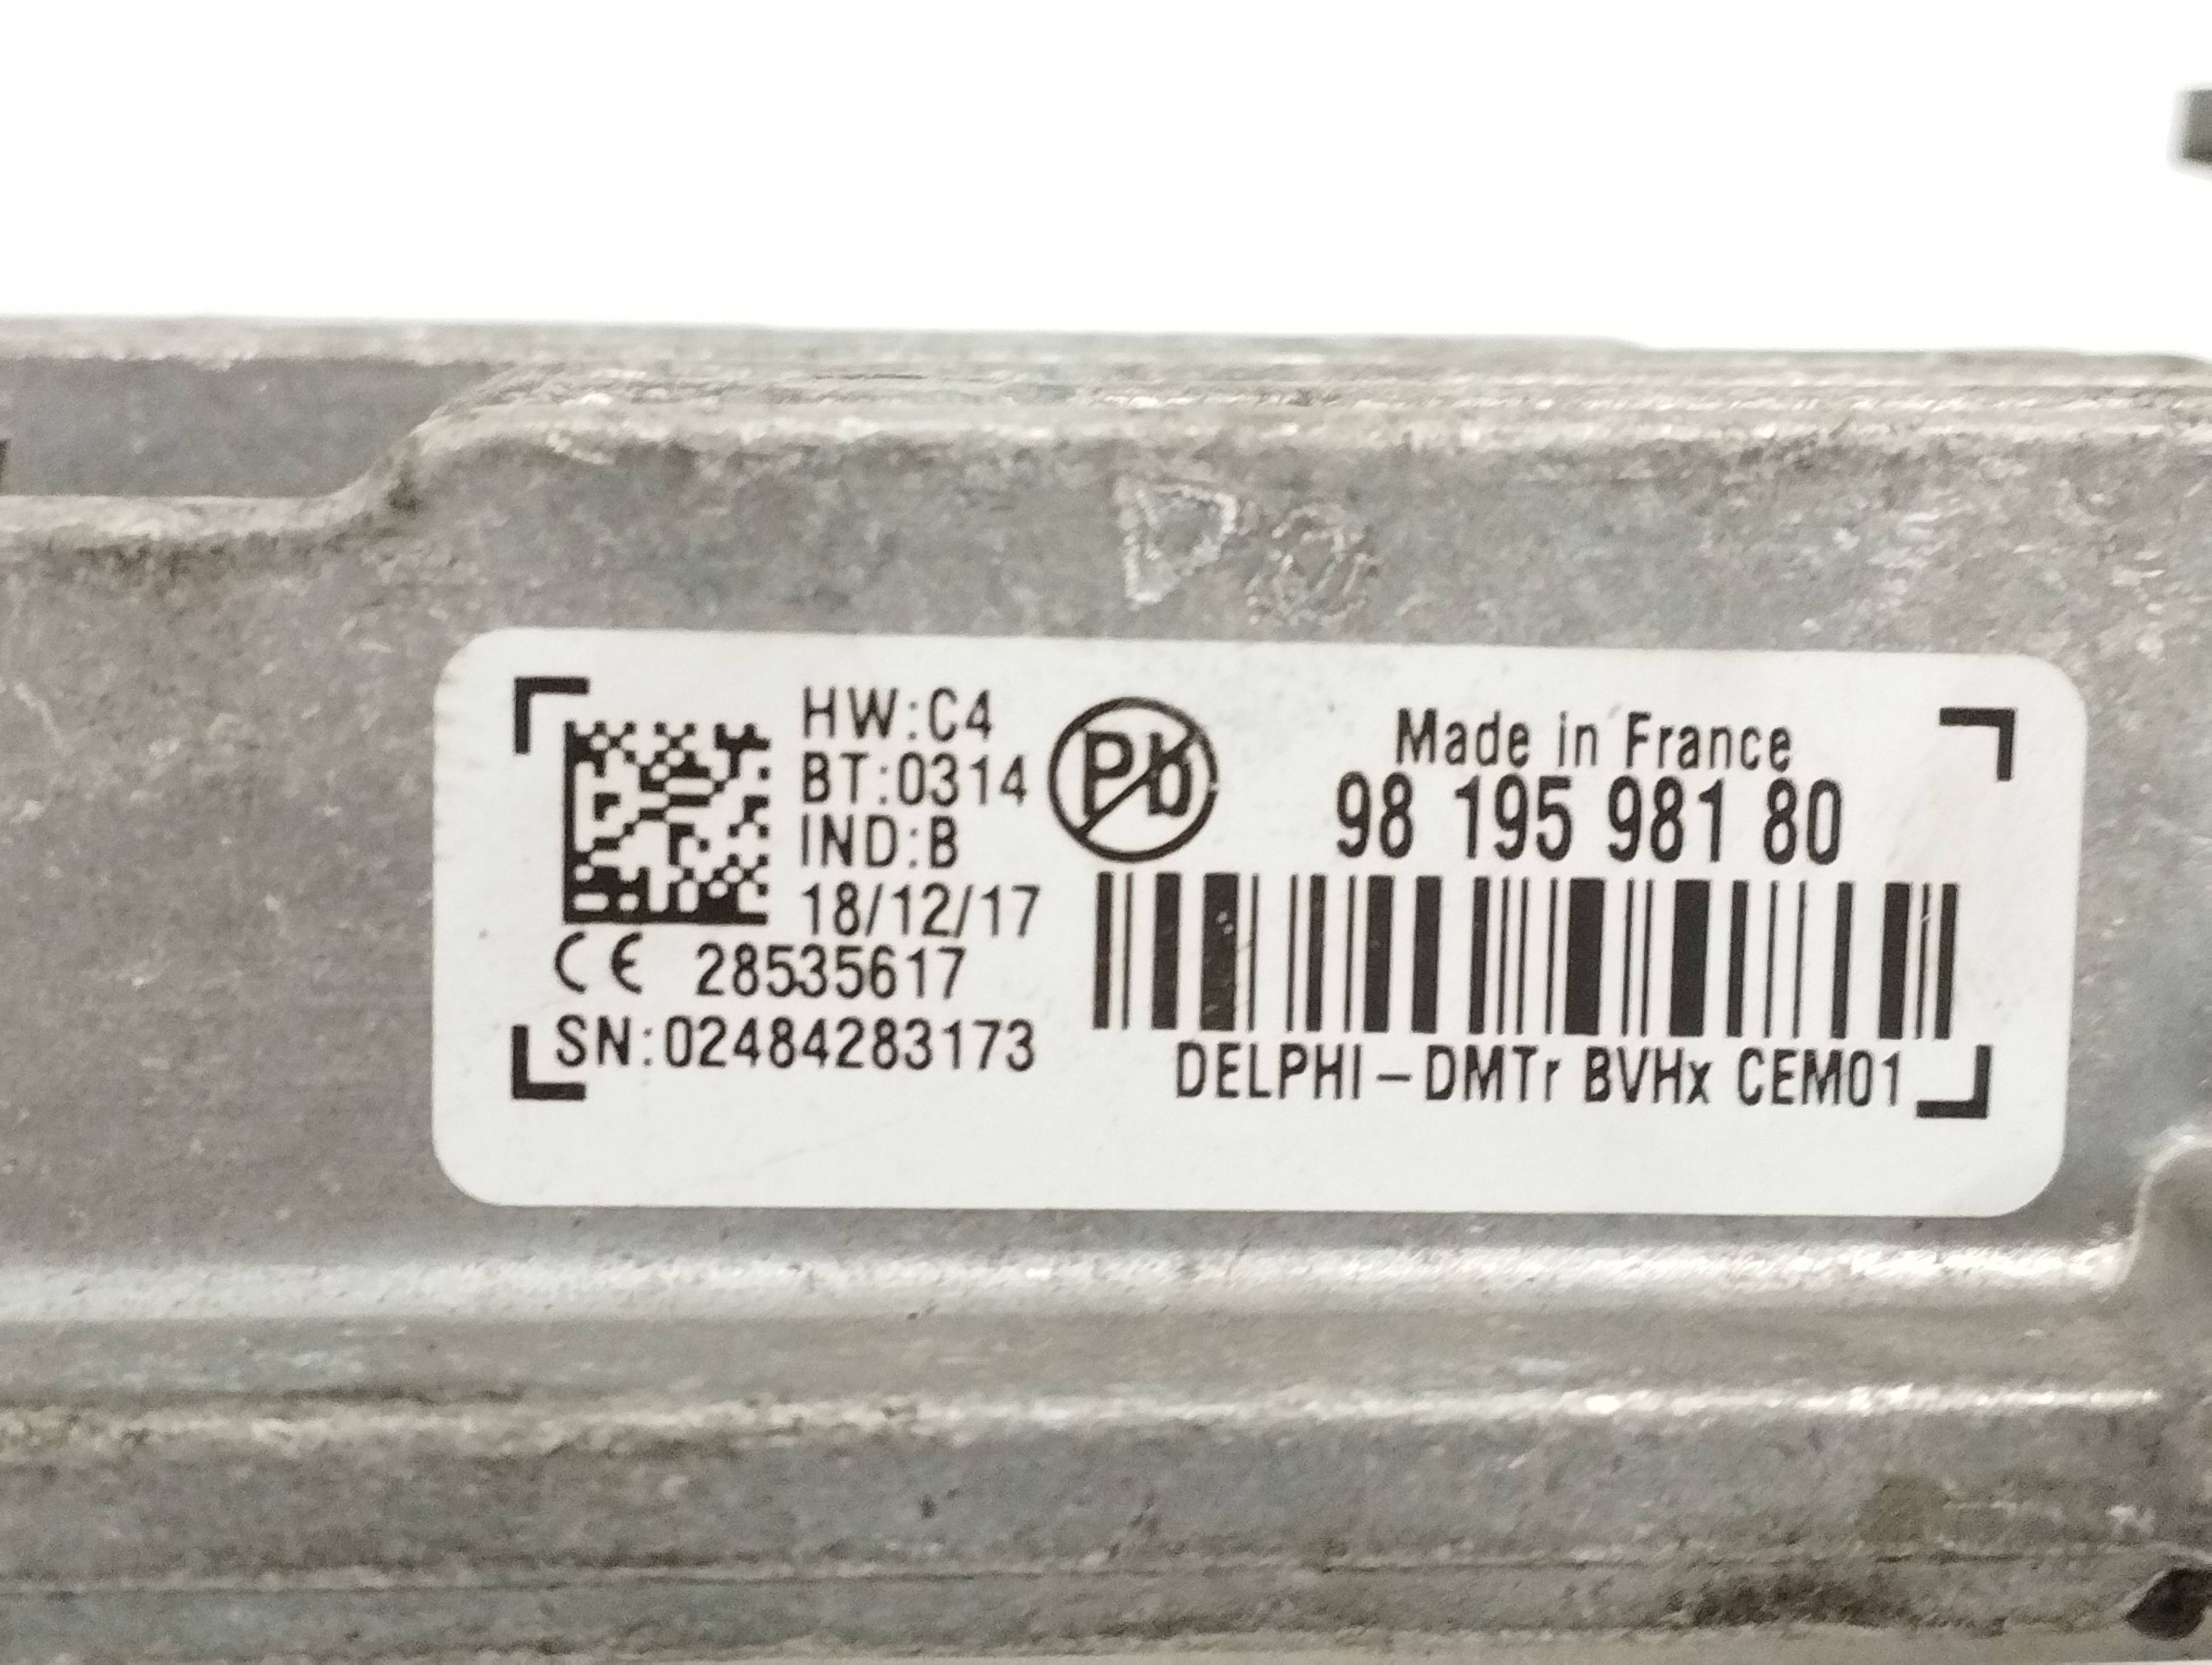 HW:C4
BT:0314
IND:B
18/12/17
CE 28535617
SN:02484283173
Pb
Made in France
98 195 981 80
DELPHI-DMTr BVHx CEM01